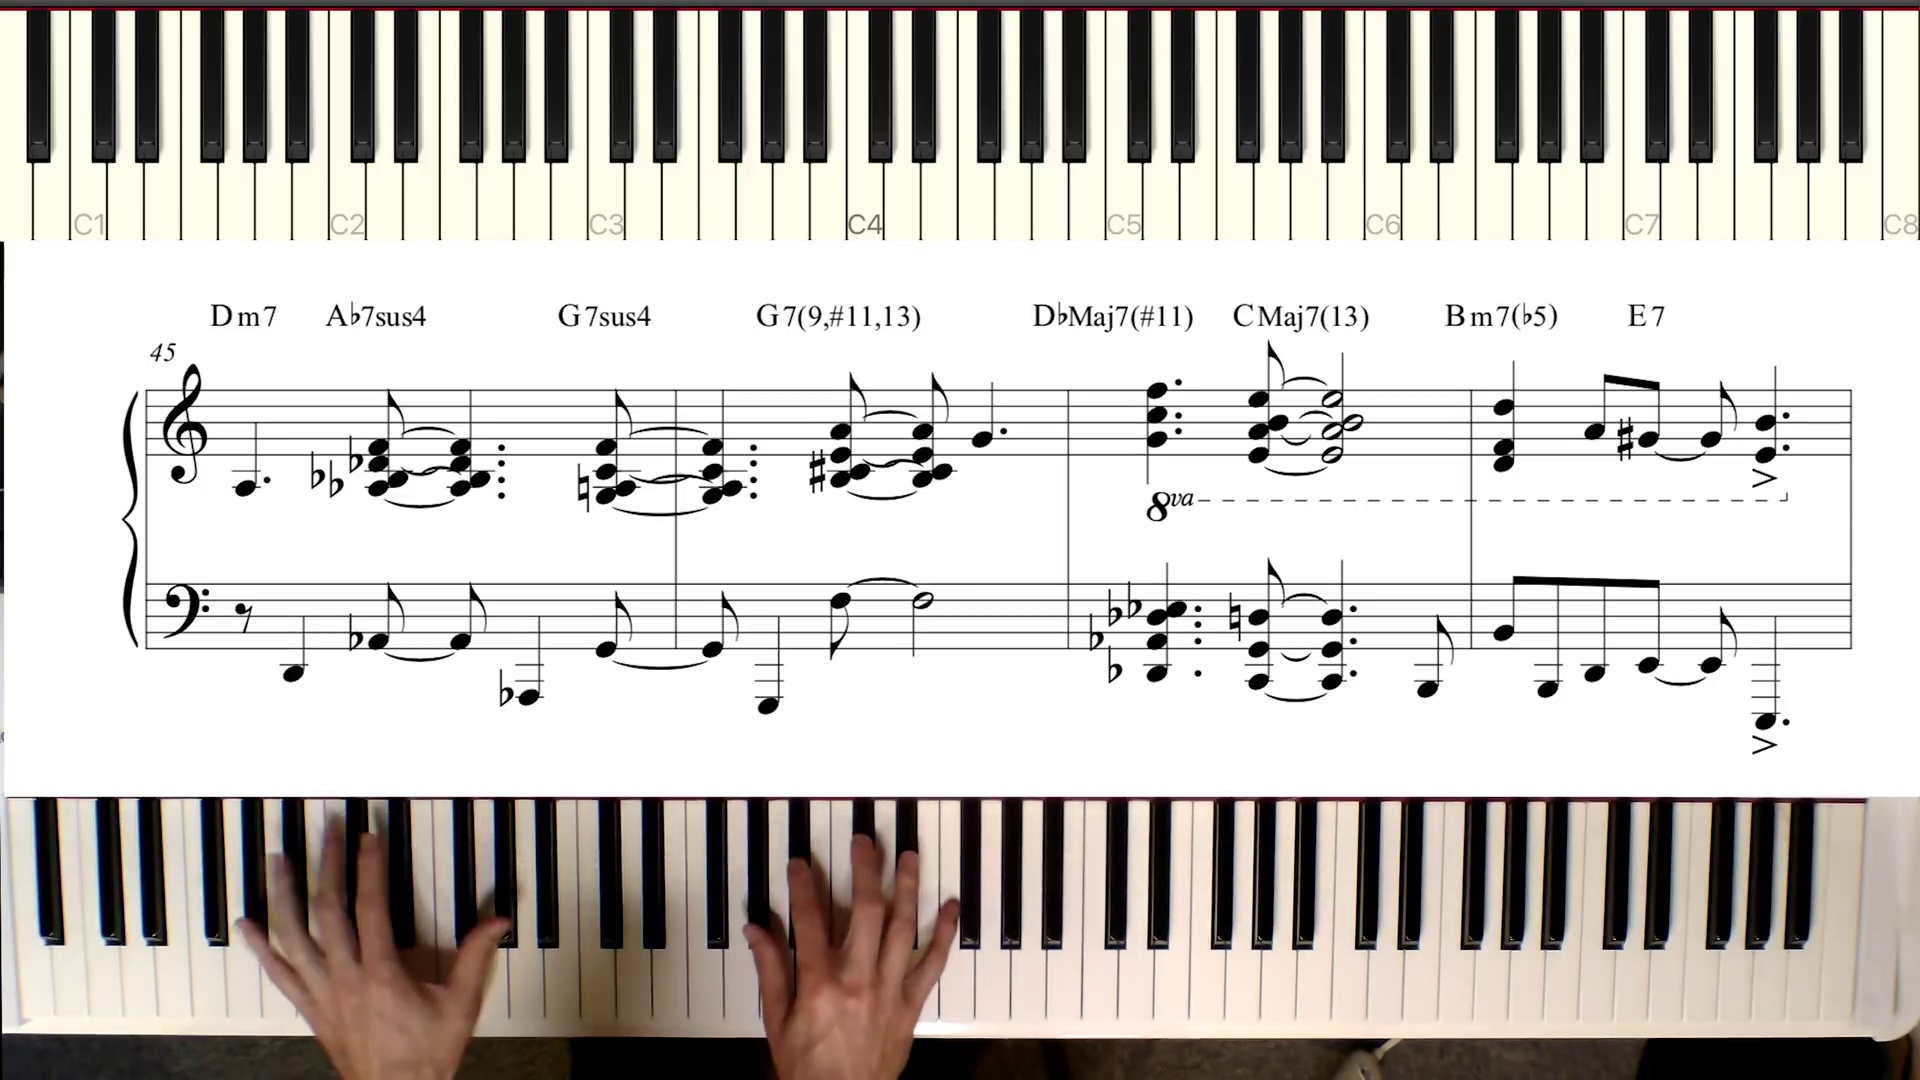 C1 C2 C3 C4 C5 C6 C7 C8
Dm7 A♭7sus4 G7sus4 G7(9,#11,13) D♭Maj7(#11) CMaj7(13) Bm7(♭5) E7
45
8va